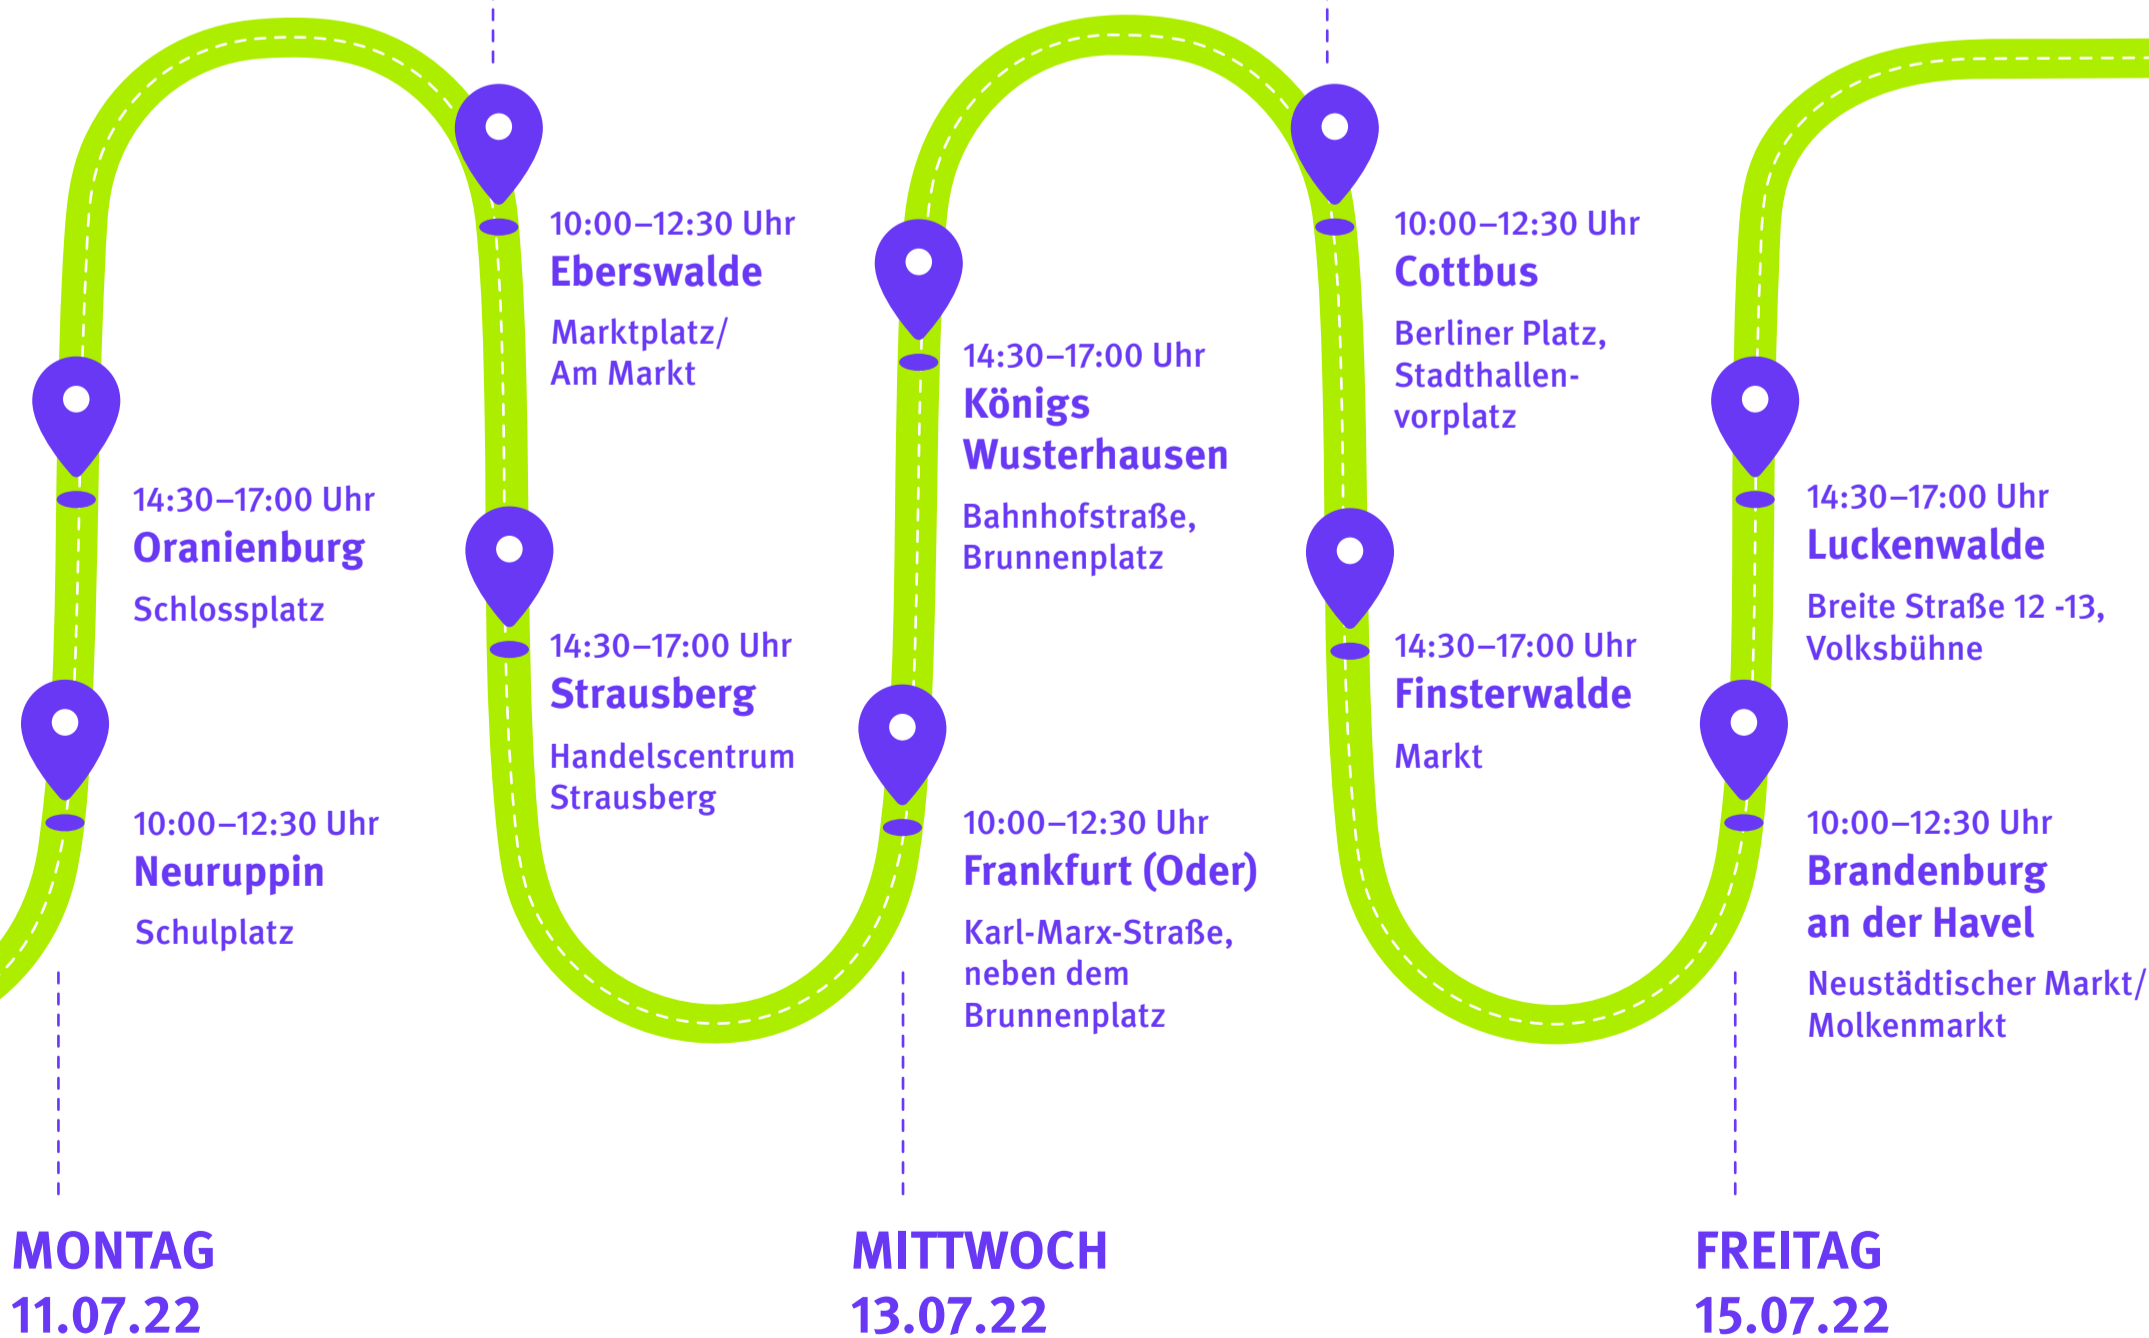 14:30–17:00 Uhr
Oranienburg
Schlossplatz
10:00–12:30 Uhr
Neuruppin
Schulplatz
MONTAG
11.07.22
10:00–12:30 Uhr
Eberswalde
Marktplatz/
Am Markt
14:30–17:00 Uhr
Strausberg
Handelscentrum
Strausberg
14:30–17:00 Uhr
Königs
Wusterhausen
Bahnhofstraße,
Brunnenplatz
10:00–12:30 Uhr
Frankfurt (Oder)
Karl-Marx-Straße,
neben dem
Brunnenplatz
MITTWOCH
13.07.22
10:00–12:30 Uhr
Cottbus
Berliner Platz,
Stadthallen-
vorplatz
14:30–17:00 Uhr
Finsterwalde
Markt
14:30–17:00 Uhr
Luckenwalde
Breite Straße 12 -13,
Volksbühne
10:00–12:30 Uhr
Brandenburg
an der Havel
Neustädtischer Markt/
Molkenmarkt
FREITAG
15.07.22